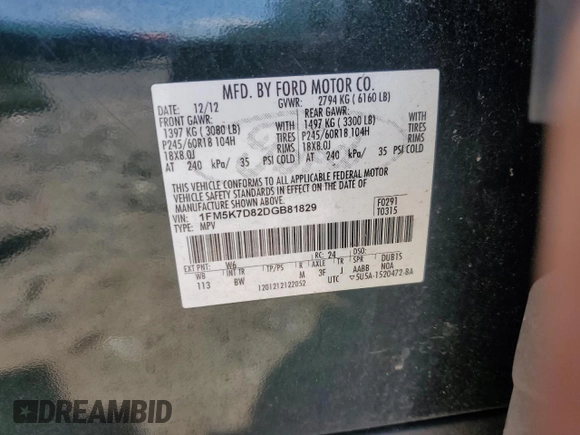 MFD. BY FORD MOTOR CO.
DATE: 12/12 GVWR: 2794 KG ( 6160 LB)
FRONT GAWR: REAR GAWR:
1397 KG ( 3080 LB) WITH 1497 KG ( 3300 LB) WITH
P245/60R18 104H TIRES P245/60R18 104H TIRES
18X8.0J RIMS 18X8.0J RIMS
AT 240 kPa/ 35 PSI COLD AT 240 kPa/ 35 PSI COLD
THIS VEHICLE CONFORMS TO ALL APPLICABLE FEDERAL MOTOR
VEHICLE SAFETY STANDARDS IN EFFECT ON THE DATE OF
MANUFACTURE SHOWN ABOVE.
VIN: 1FM5K7D82DGB81829 F0291
TYPE: MPV T0315
EXT PNT: W6 RC: 24 DSO:
WB INT TR TP/PS R AXLE TR SPR DUBTS
113 BW M 3F J AABB NOA
1201212122052 UTC 5U5A-1520472-BA
DREAMBID